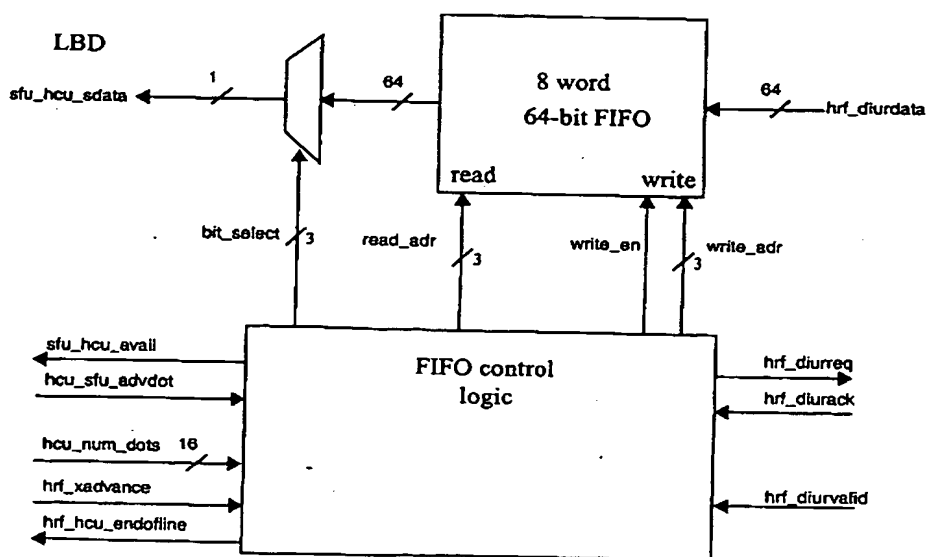 LBD
1
64
8 word
64-bit FIFO
64
sfu_hcu_sdata
hrf_diurdata
read
write
bit_select
3
read_adr
3
write_en
write_adr
3
sfu_hcu_avail
hcu_sfu_advdot
FIFO control
logic
hrf_diurreq
hrf_diurack
hcu_num_dots
16
hrf_xadvance
hrf_diurvalid
hrf_hcu_endofline